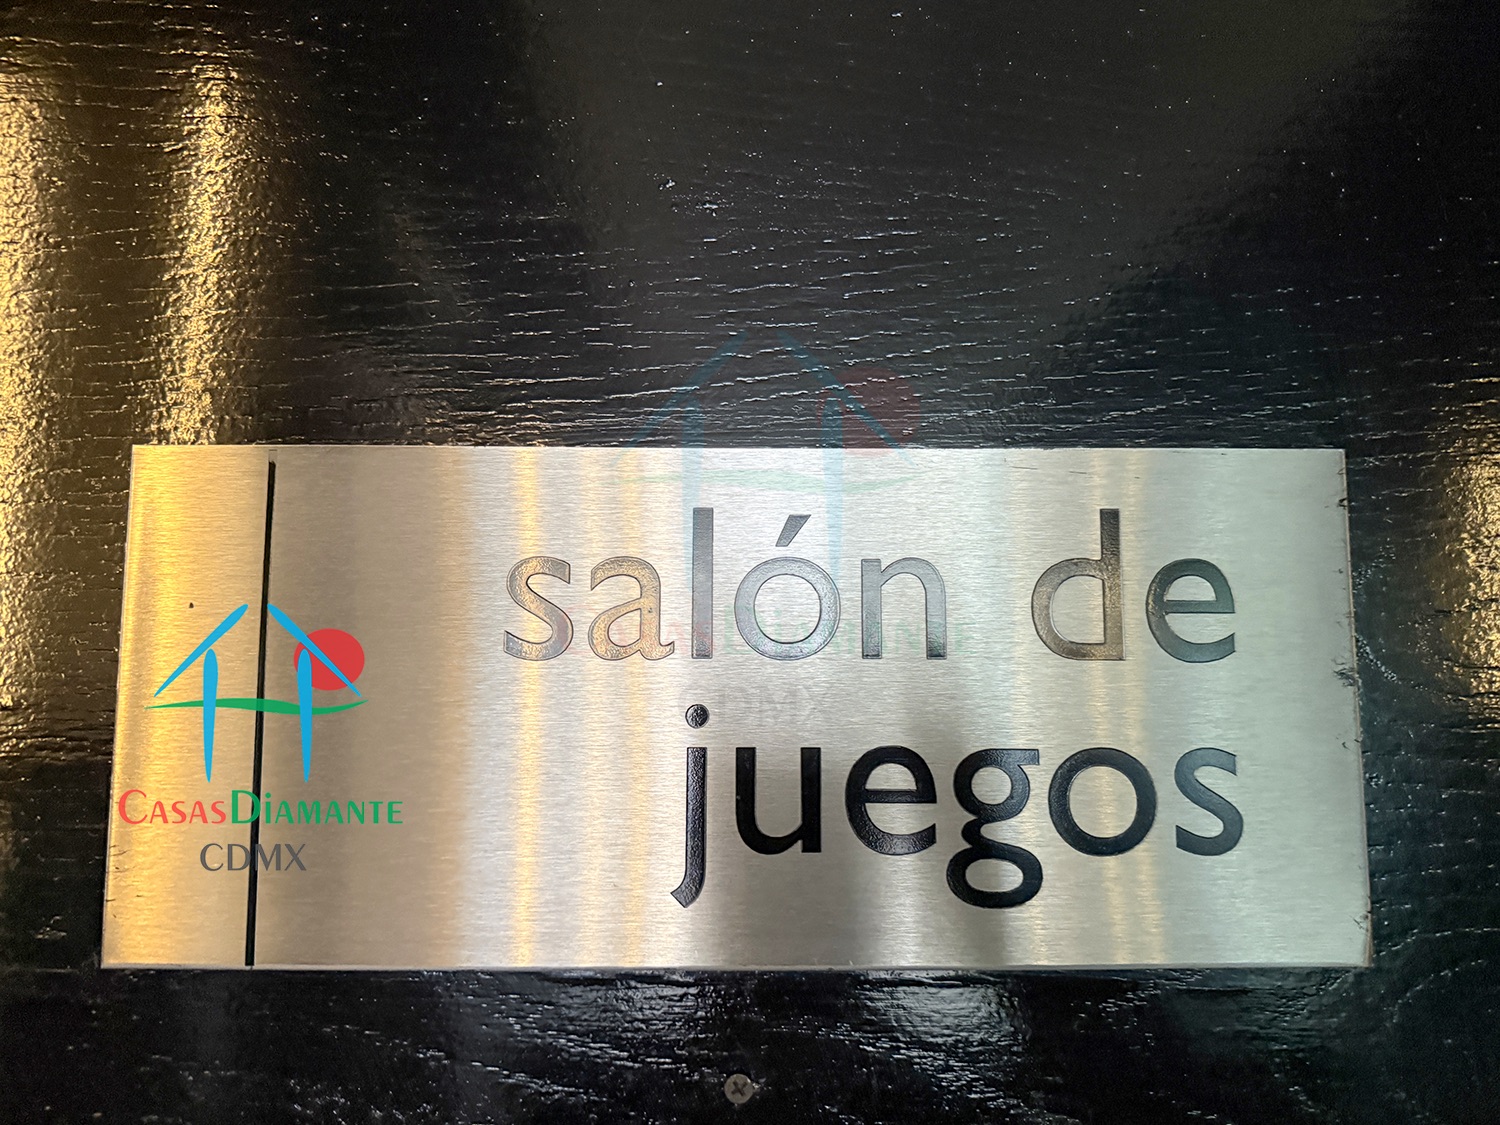 salón de
juegos
CasasDiamante
CDMX